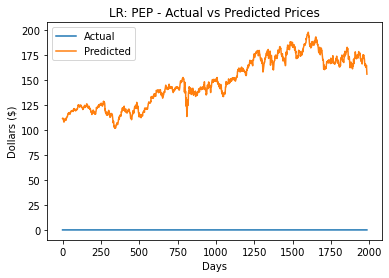 LR: PEP - Actual vs Predicted Prices
Actual
Predicted
Dollars ($)
200
175
150
125
100
75
50
25
0
0 250 500 750 1000 1250 1500 1750 2000
Days